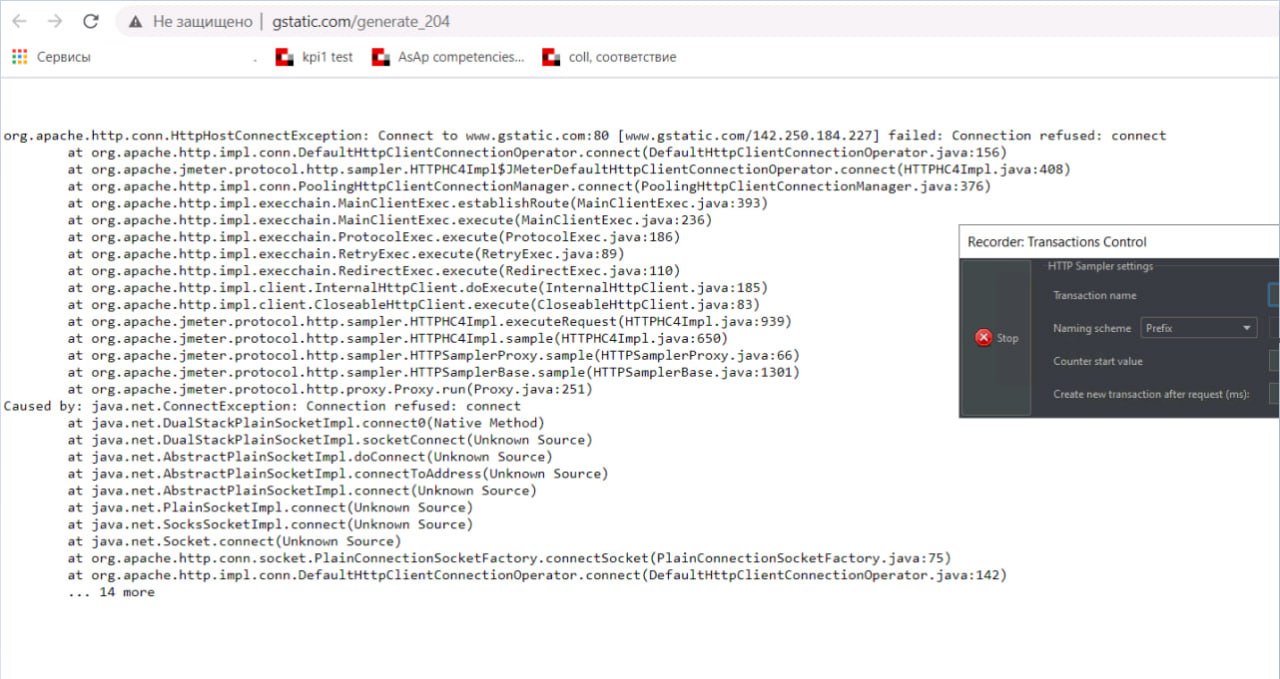 Не защищено | gstatic.com/generate_204
Сервисы . kpi1 test AsAp competencies... coll, соответствие
org.apache.http.conn.HttpHostConnectException: Connect to www.gstatic.com:80 [www.gstatic.com/142.250.184.227] failed: Connection refused: connect
at org.apache.http.impl.conn.DefaultHttpClientConnectionOperator.connect(DefaultHttpClientConnectionOperator.java:156)
at org.apache.jmeter.protocol.http.sampler.HTTPHC4Impl$JMeterDefaultHttpClientConnectionOperator.connect(HTTPHC4Impl.java:408)
at org.apache.http.impl.conn.PoolingHttpClientConnectionManager.connect(PoolingHttpClientConnectionManager.java:376)
at org.apache.http.impl.execchain.MainClientExec.establishRoute(MainClientExec.java:393)
at org.apache.http.impl.execchain.MainClientExec.execute(MainClientExec.java:236)
at org.apache.http.impl.execchain.ProtocolExec.execute(ProtocolExec.java:186)
at org.apache.http.impl.execchain.RetryExec.execute(RetryExec.java:89)
at org.apache.http.impl.execchain.RedirectExec.execute(RedirectExec.java:110)
at org.apache.http.impl.client.InternalHttpClient.doExecute(InternalHttpClient.java:185)
at org.apache.http.impl.client.CloseableHttpClient.execute(CloseableHttpClient.java:83)
at org.apache.jmeter.protocol.http.sampler.HTTPHC4Impl.executeRequest(HTTPHC4Impl.java:939)
at org.apache.jmeter.protocol.http.sampler.HTTPHC4Impl.sample(HTTPHC4Impl.java:650)
at org.apache.jmeter.protocol.http.sampler.HTTPSamplerProxy.sample(HTTPSamplerProxy.java:66)
at org.apache.jmeter.protocol.http.sampler.HTTPSamplerBase.sample(HTTPSamplerBase.java:1301)
at org.apache.jmeter.protocol.http.proxy.Proxy.run(Proxy.java:251)
Caused by: java.net.ConnectException: Connection refused: connect
at java.net.DualStackPlainSocketImpl.connect0(Native Method)
at java.net.DualStackPlainSocketImpl.socketConnect(Unknown Source)
at java.net.AbstractPlainSocketImpl.doConnect(Unknown Source)
at java.net.AbstractPlainSocketImpl.connectToAddress(Unknown Source)
at java.net.AbstractPlainSocketImpl.connect(Unknown Source)
at java.net.PlainSocketImpl.connect(Unknown Source)
at java.net.SocksSocketImpl.connect(Unknown Source)
at java.net.Socket.connect(Unknown Source)
at org.apache.http.conn.socket.PlainConnectionSocketFactory.connectSocket(PlainConnectionSocketFactory.java:75)
at org.apache.http.impl.conn.DefaultHttpClientConnectionOperator.connect(DefaultHttpClientConnectionOperator.java:142)
... 14 more
Recorder: Transactions Control
HTTP Sampler settings
Transaction name
Stop
Naming scheme Prefix
Counter start value
Create new transaction after request (ms):